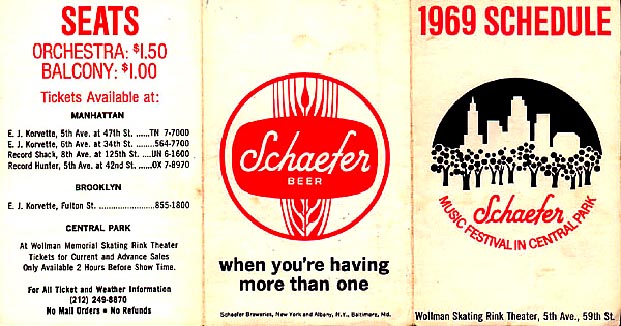 SEATS
ORCHESTRA: $1.50
BALCONY: $1.00
Tickets Available at:
MANHATTAN
E. J. Korvette, 5th Ave. at 47th St. ......TN 7-7000
E. J. Korvette, 6th Ave. at 34th St. ........564-7700
Record Shack, 8th Ave. at 125th St. ....UN 6-1600
Record Hunter, 5th Ave. at 42nd St. .....OX 7-8970
BROOKLYN
E. J. Korvette, Fulton St. ........................855-1800
CENTRAL PARK
At Wollman Memorial Skating Rink Theater
Tickets for Current and Advance Sales
Only Available 2 Hours Before Show Time.
For All Ticket and Weather Information
(212) 249-8870
No Mail Orders • No Refunds
Schaefer
BEER
when you're having
more than one
Schaefer Breweries, New York and Albany, N.Y., Baltimore, Md.
1969 SCHEDULE
Schaefer
MUSIC FESTIVAL IN CENTRAL PARK
Wollman Skating Rink Theater, 5th Ave., 59th St.